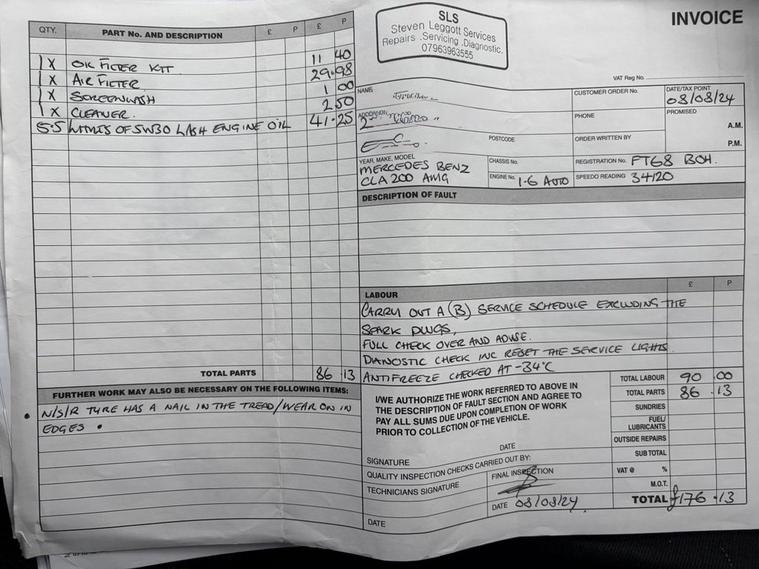 SLS
Steven Leggott Services
Repairs .Servicing .Diagnostic.
07963963555
INVOICE
QTY. PART No. AND DESCRIPTION £ P £ P
1 X OIL FILTER KIT 11 40
1 X AIR FILTER 29.98
1 X SCREENWASH 1 00
1 X CLEANER 2 50
5.5 LITRES OF 5W30 L/ASH ENGINE OIL 41.25
TOTAL PARTS 86 13
FURTHER WORK MAY ALSO BE NECESSARY ON THE FOLLOWING ITEMS:
• N/S/R TYRE HAS A NAIL IN THE TREAD/WEAR ON IN
EDGES •
VAT Reg No.
NAME
CUSTOMER ORDER No.
DATE/TAX POINT
08/08/24
PHONE
PROMISED
A.M.
POSTCODE
ORDER WRITTEN BY
P.M.
YEAR, MAKE, MODEL
MERCEDES BENZ
CLA 200 AMG
CHASSIS No.
REGISTRATION No. FT68 BOH.
ENGINE No. 1.6 AUTO
SPEEDO READING 34120
DESCRIPTION OF FAULT
LABOUR £ P
CARRY OUT A (B) SERVICE SCHEDULE EXCLUDING THE
SPARK PLUGS,
FULL CHECK OVER AND ADVISE.
DIANOSTIC CHECK INC RESET THE SERVICE LIGHTS.
ANTIFREEZE CHECKED AT -34°C
I/WE AUTHORIZE THE WORK REFERRED TO ABOVE IN
THE DESCRIPTION OF FAULT SECTION AND AGREE TO
PAY ALL SUMS DUE UPON COMPLETION OF WORK
PRIOR TO COLLECTION OF THE VEHICLE.
DATE
SIGNATURE
QUALITY INSPECTION CHECKS CARRIED OUT BY:
TECHNICIANS SIGNATURE
FINAL INSPECTION
DATE 08/08/24
DATE
TOTAL LABOUR 90 .00
TOTAL PARTS 86 .13
SUNDRIES
FUEL/
LUBRICANTS
OUTSIDE REPAIRS
SUB TOTAL
VAT @ %
M.O.T.
TOTAL £176 .13